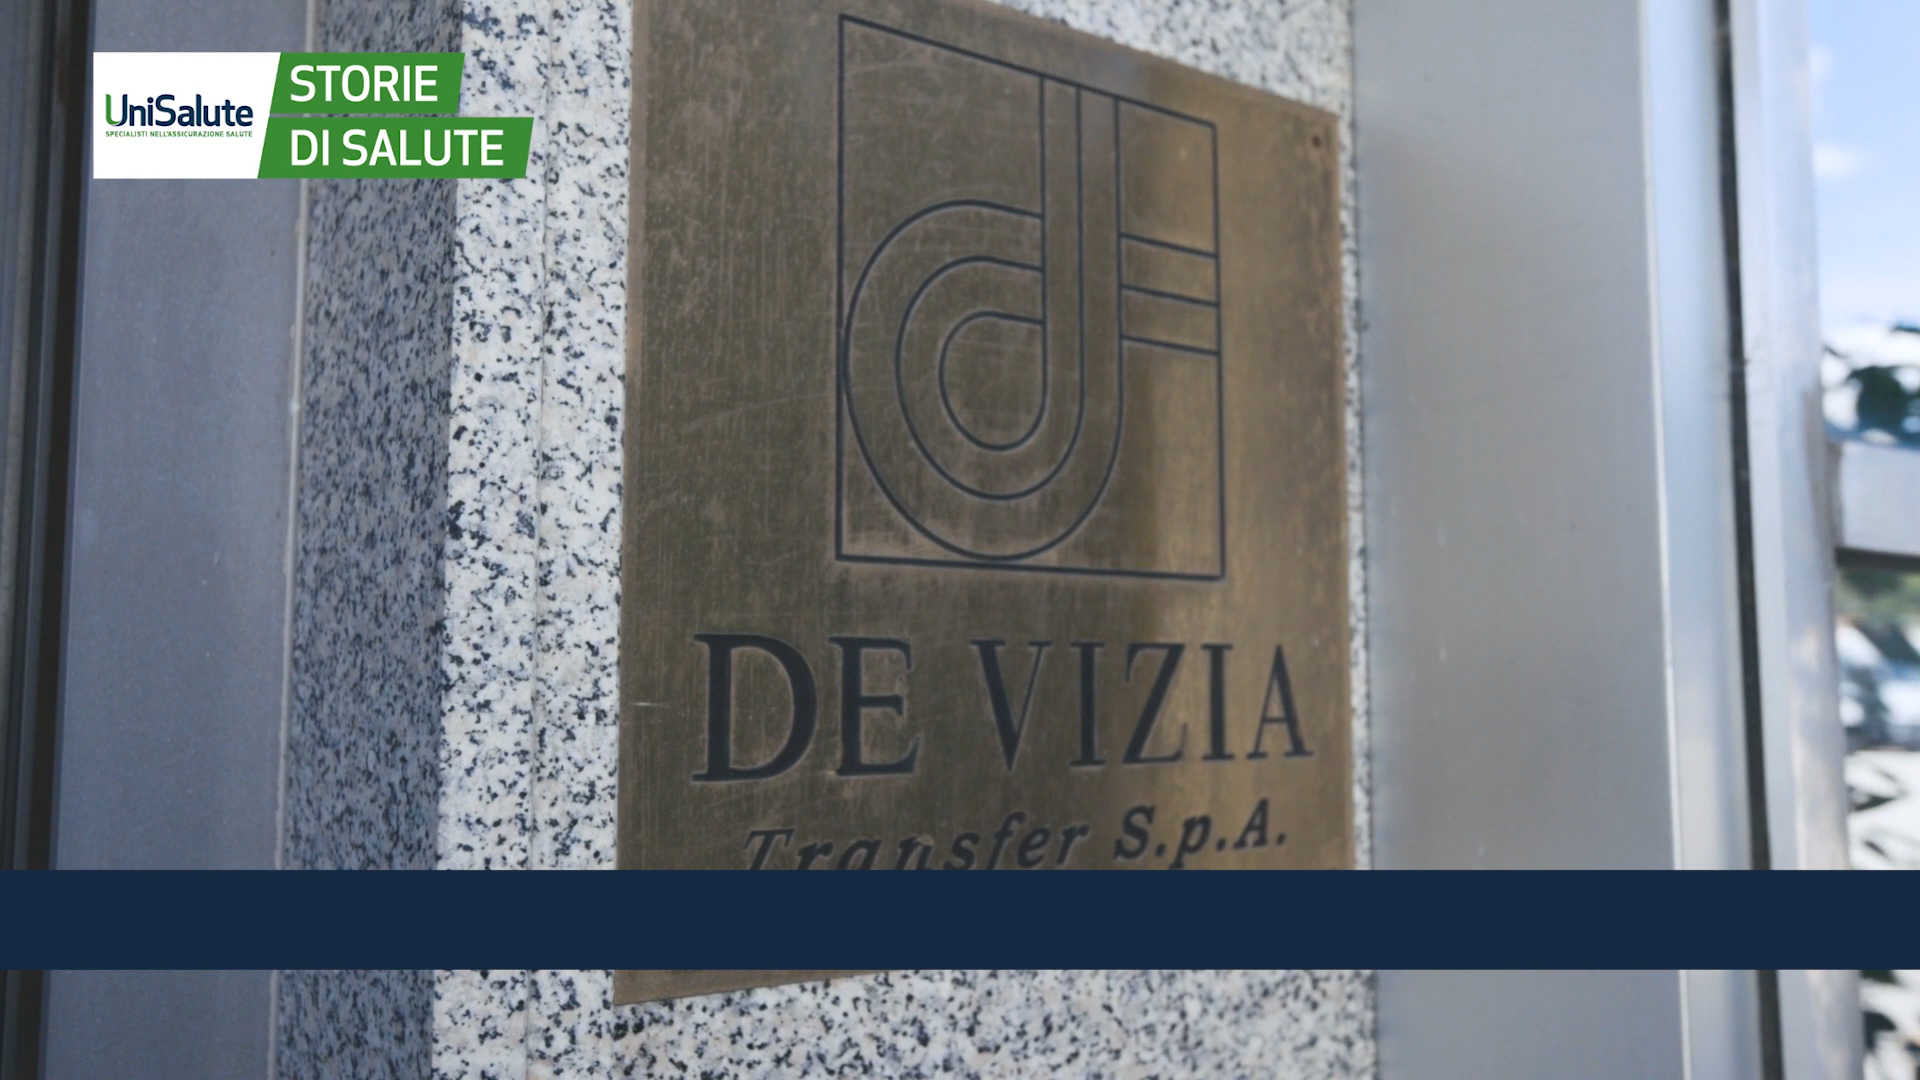 UniSalute
SPECIALISTI NELL'ASSICURAZIONE SALUTE
STORIE
DI SALUTE
DE VIZIA
Transfer S.p.A.